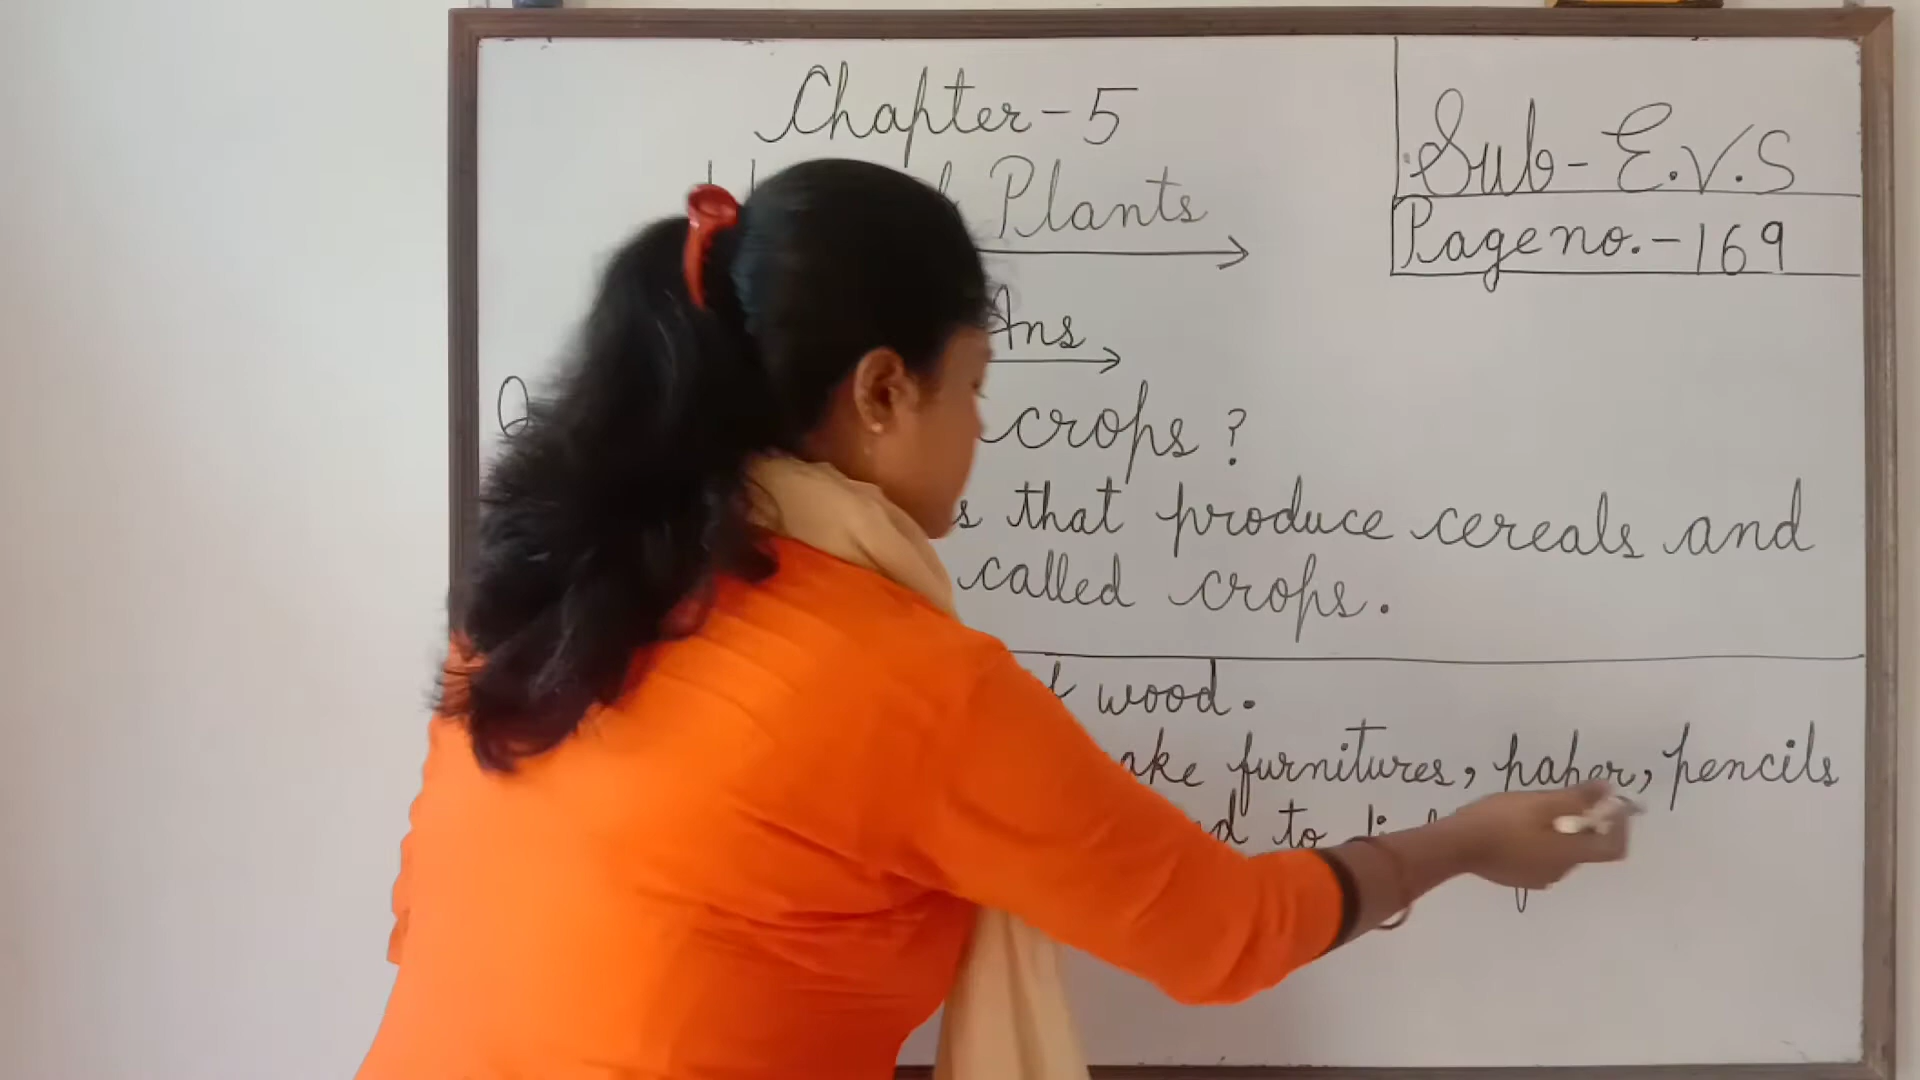 Chapter-5
Plants
Sub-E.V.S
Page no.-169
Ans
crops?
that produce cereals and
called crops.
wood.
furnitures, paper, pencils
to